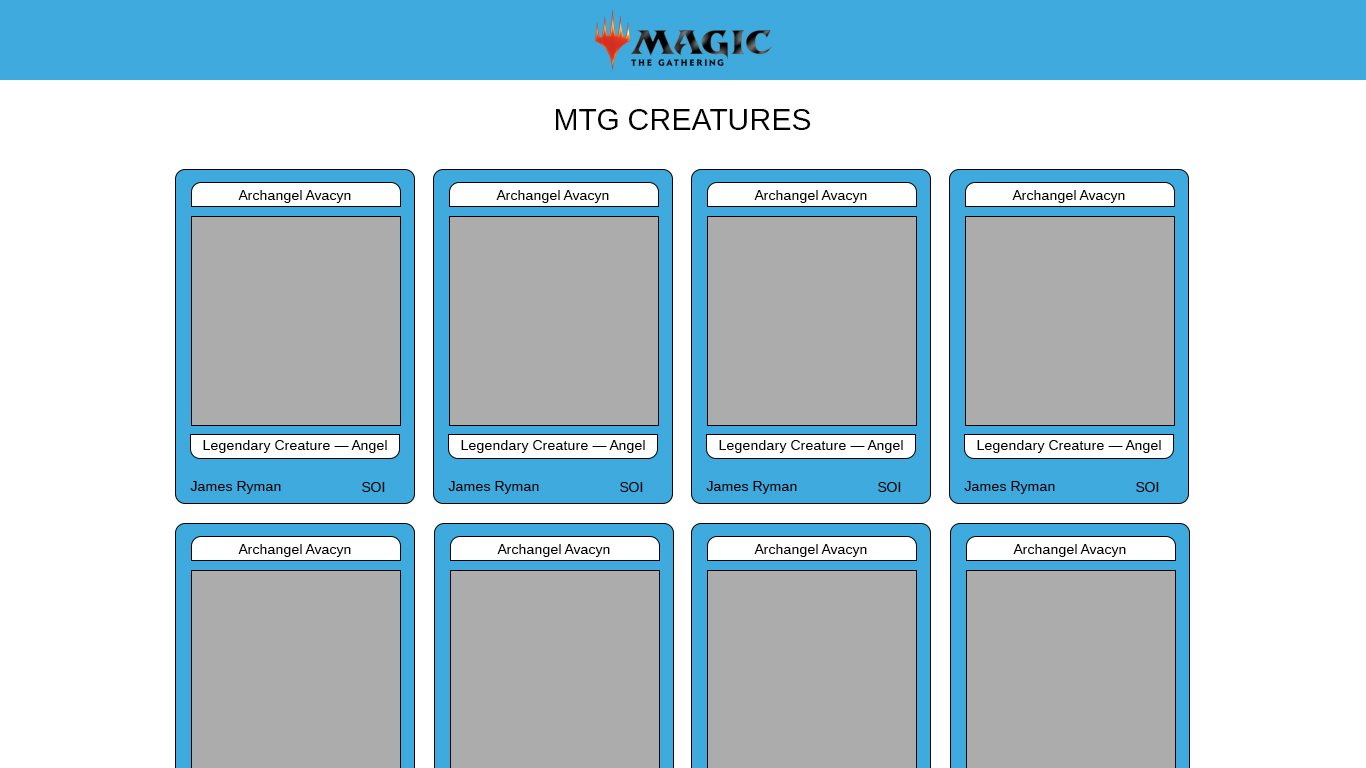 MAGIC
THE GATHERING
MTG CREATURES
Archangel Avacyn
Archangel Avacyn
Archangel Avacyn
Archangel Avacyn
Legendary Creature — Angel
Legendary Creature — Angel
Legendary Creature — Angel
Legendary Creature — Angel
James Ryman SOI
James Ryman SOI
James Ryman SOI
James Ryman SOI
Archangel Avacyn
Archangel Avacyn
Archangel Avacyn
Archangel Avacyn